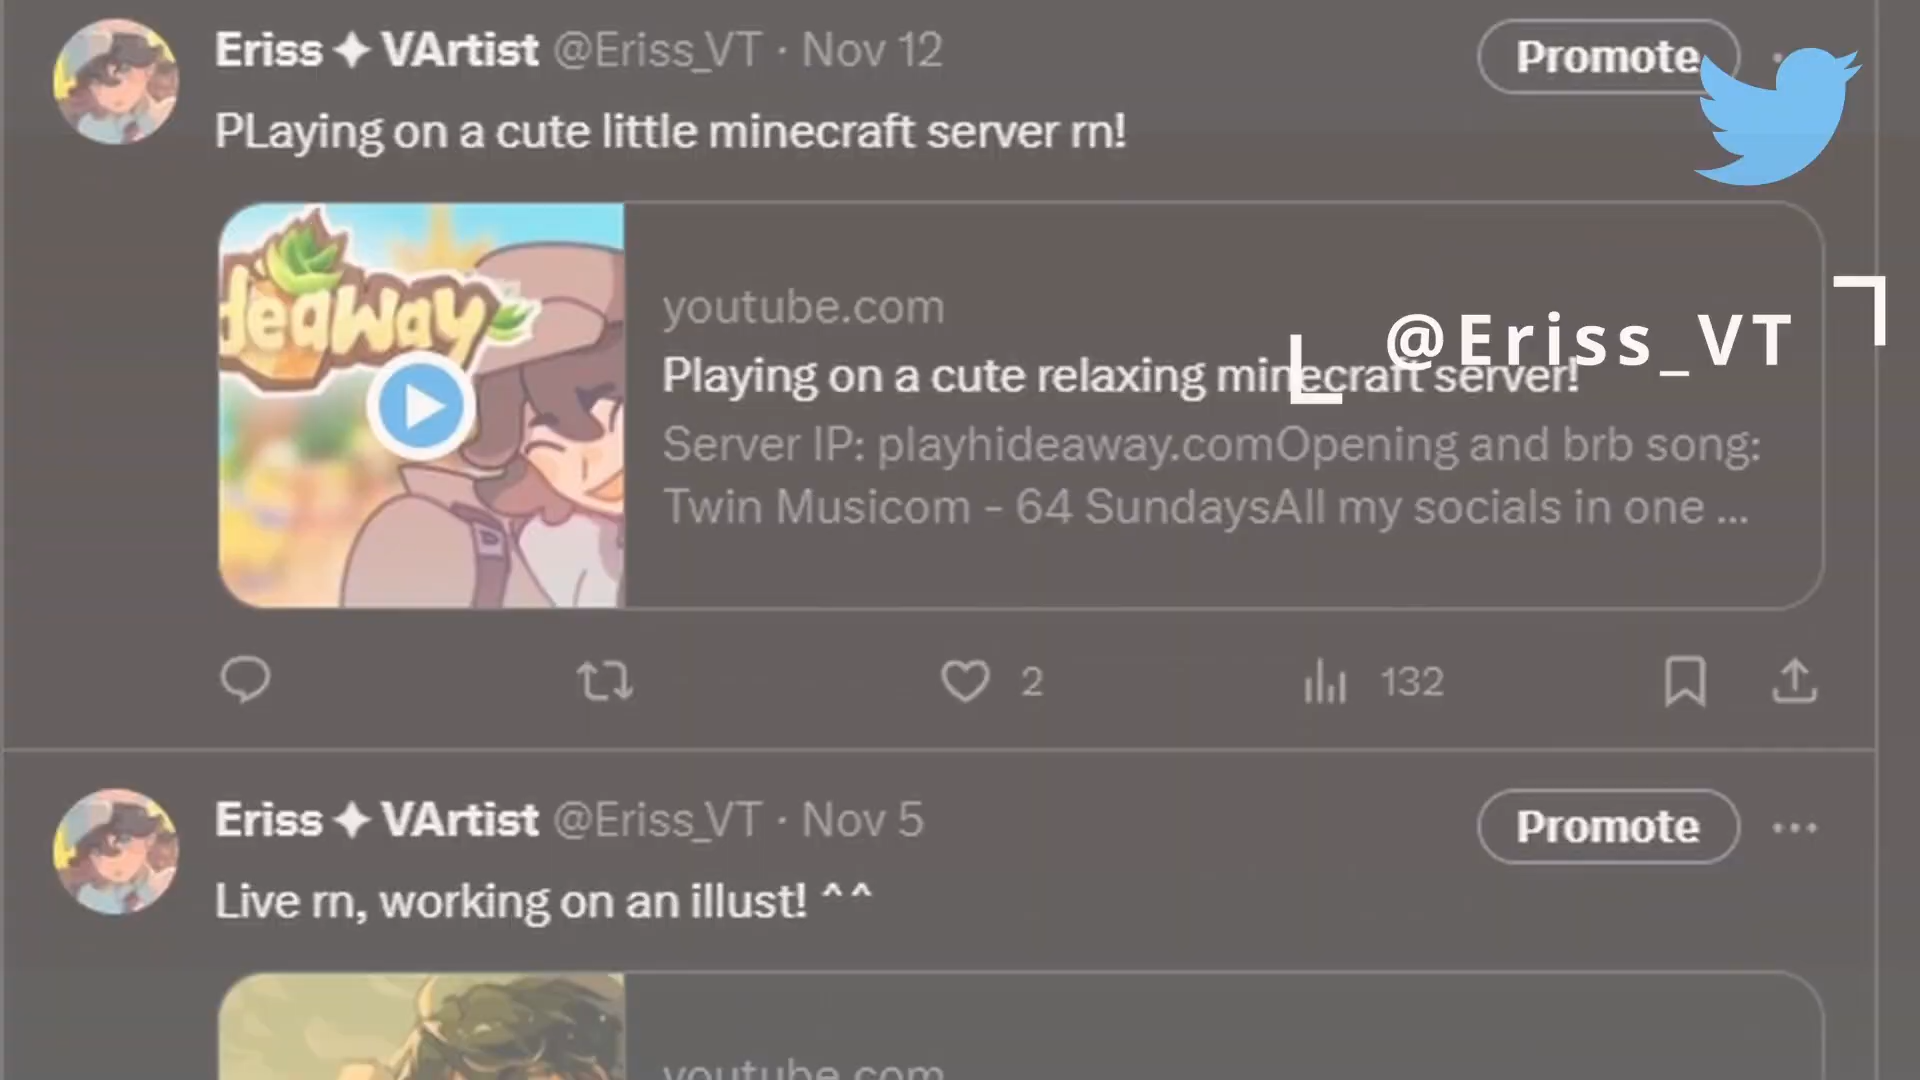 Eriss ✦ VArtist @Eriss_VT · Nov 12
Promote
PLaying on a cute little minecraft server rn!
deaway
youtube.com
@Eriss_VT
Playing on a cute relaxing minecraft server!
Server IP: playhideaway.comOpening and brb song:
Twin Musicom - 64 SundaysAll my socials in one ...
2
132
Eriss ✦ VArtist @Eriss_VT · Nov 5
Promote ...
Live rn, working on an illust! ^^
youtube.com